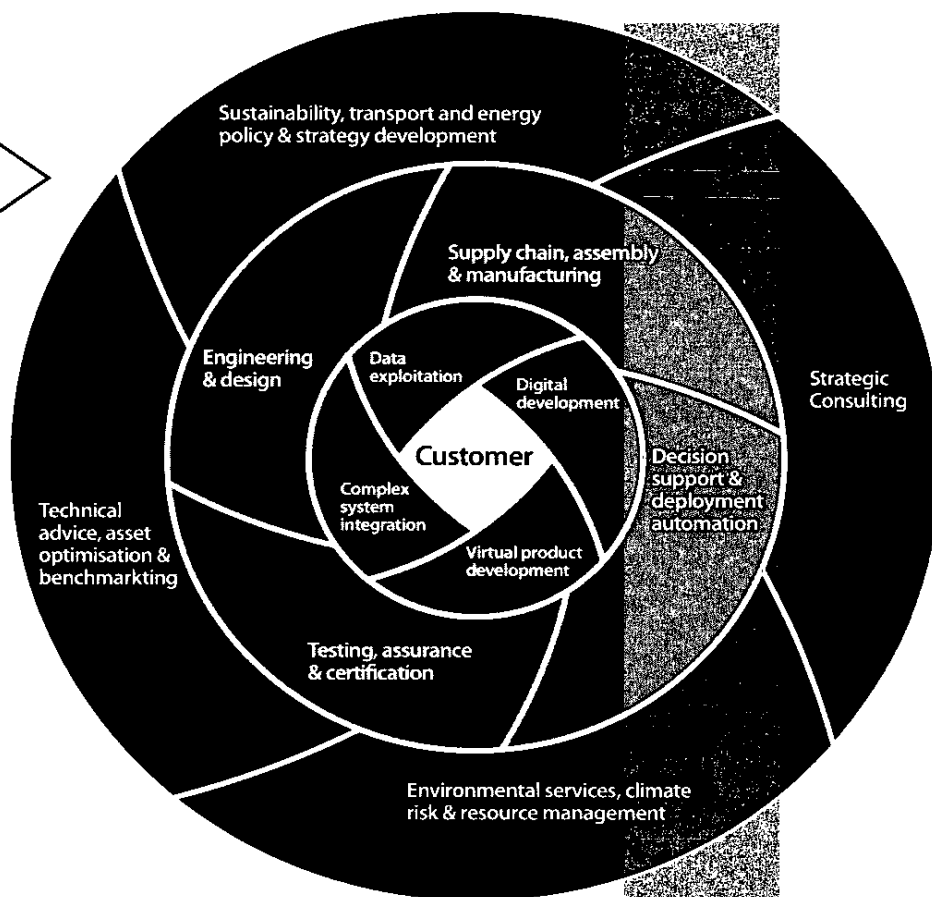 Sustainability, transport and energy
policy & strategy development
Supply chain, assembly
& manufacturing
Engineering
& design
Data
exploitation
Digital
development
Strategic
Consulting
Customer
Decision
support &
deployment
automation
Complex
system
integration
Technical
advice, asset
optimisation &
benchmarkting
Virtual product
development
Testing, assurance
& certification
Environmental services, climate
risk & resource management